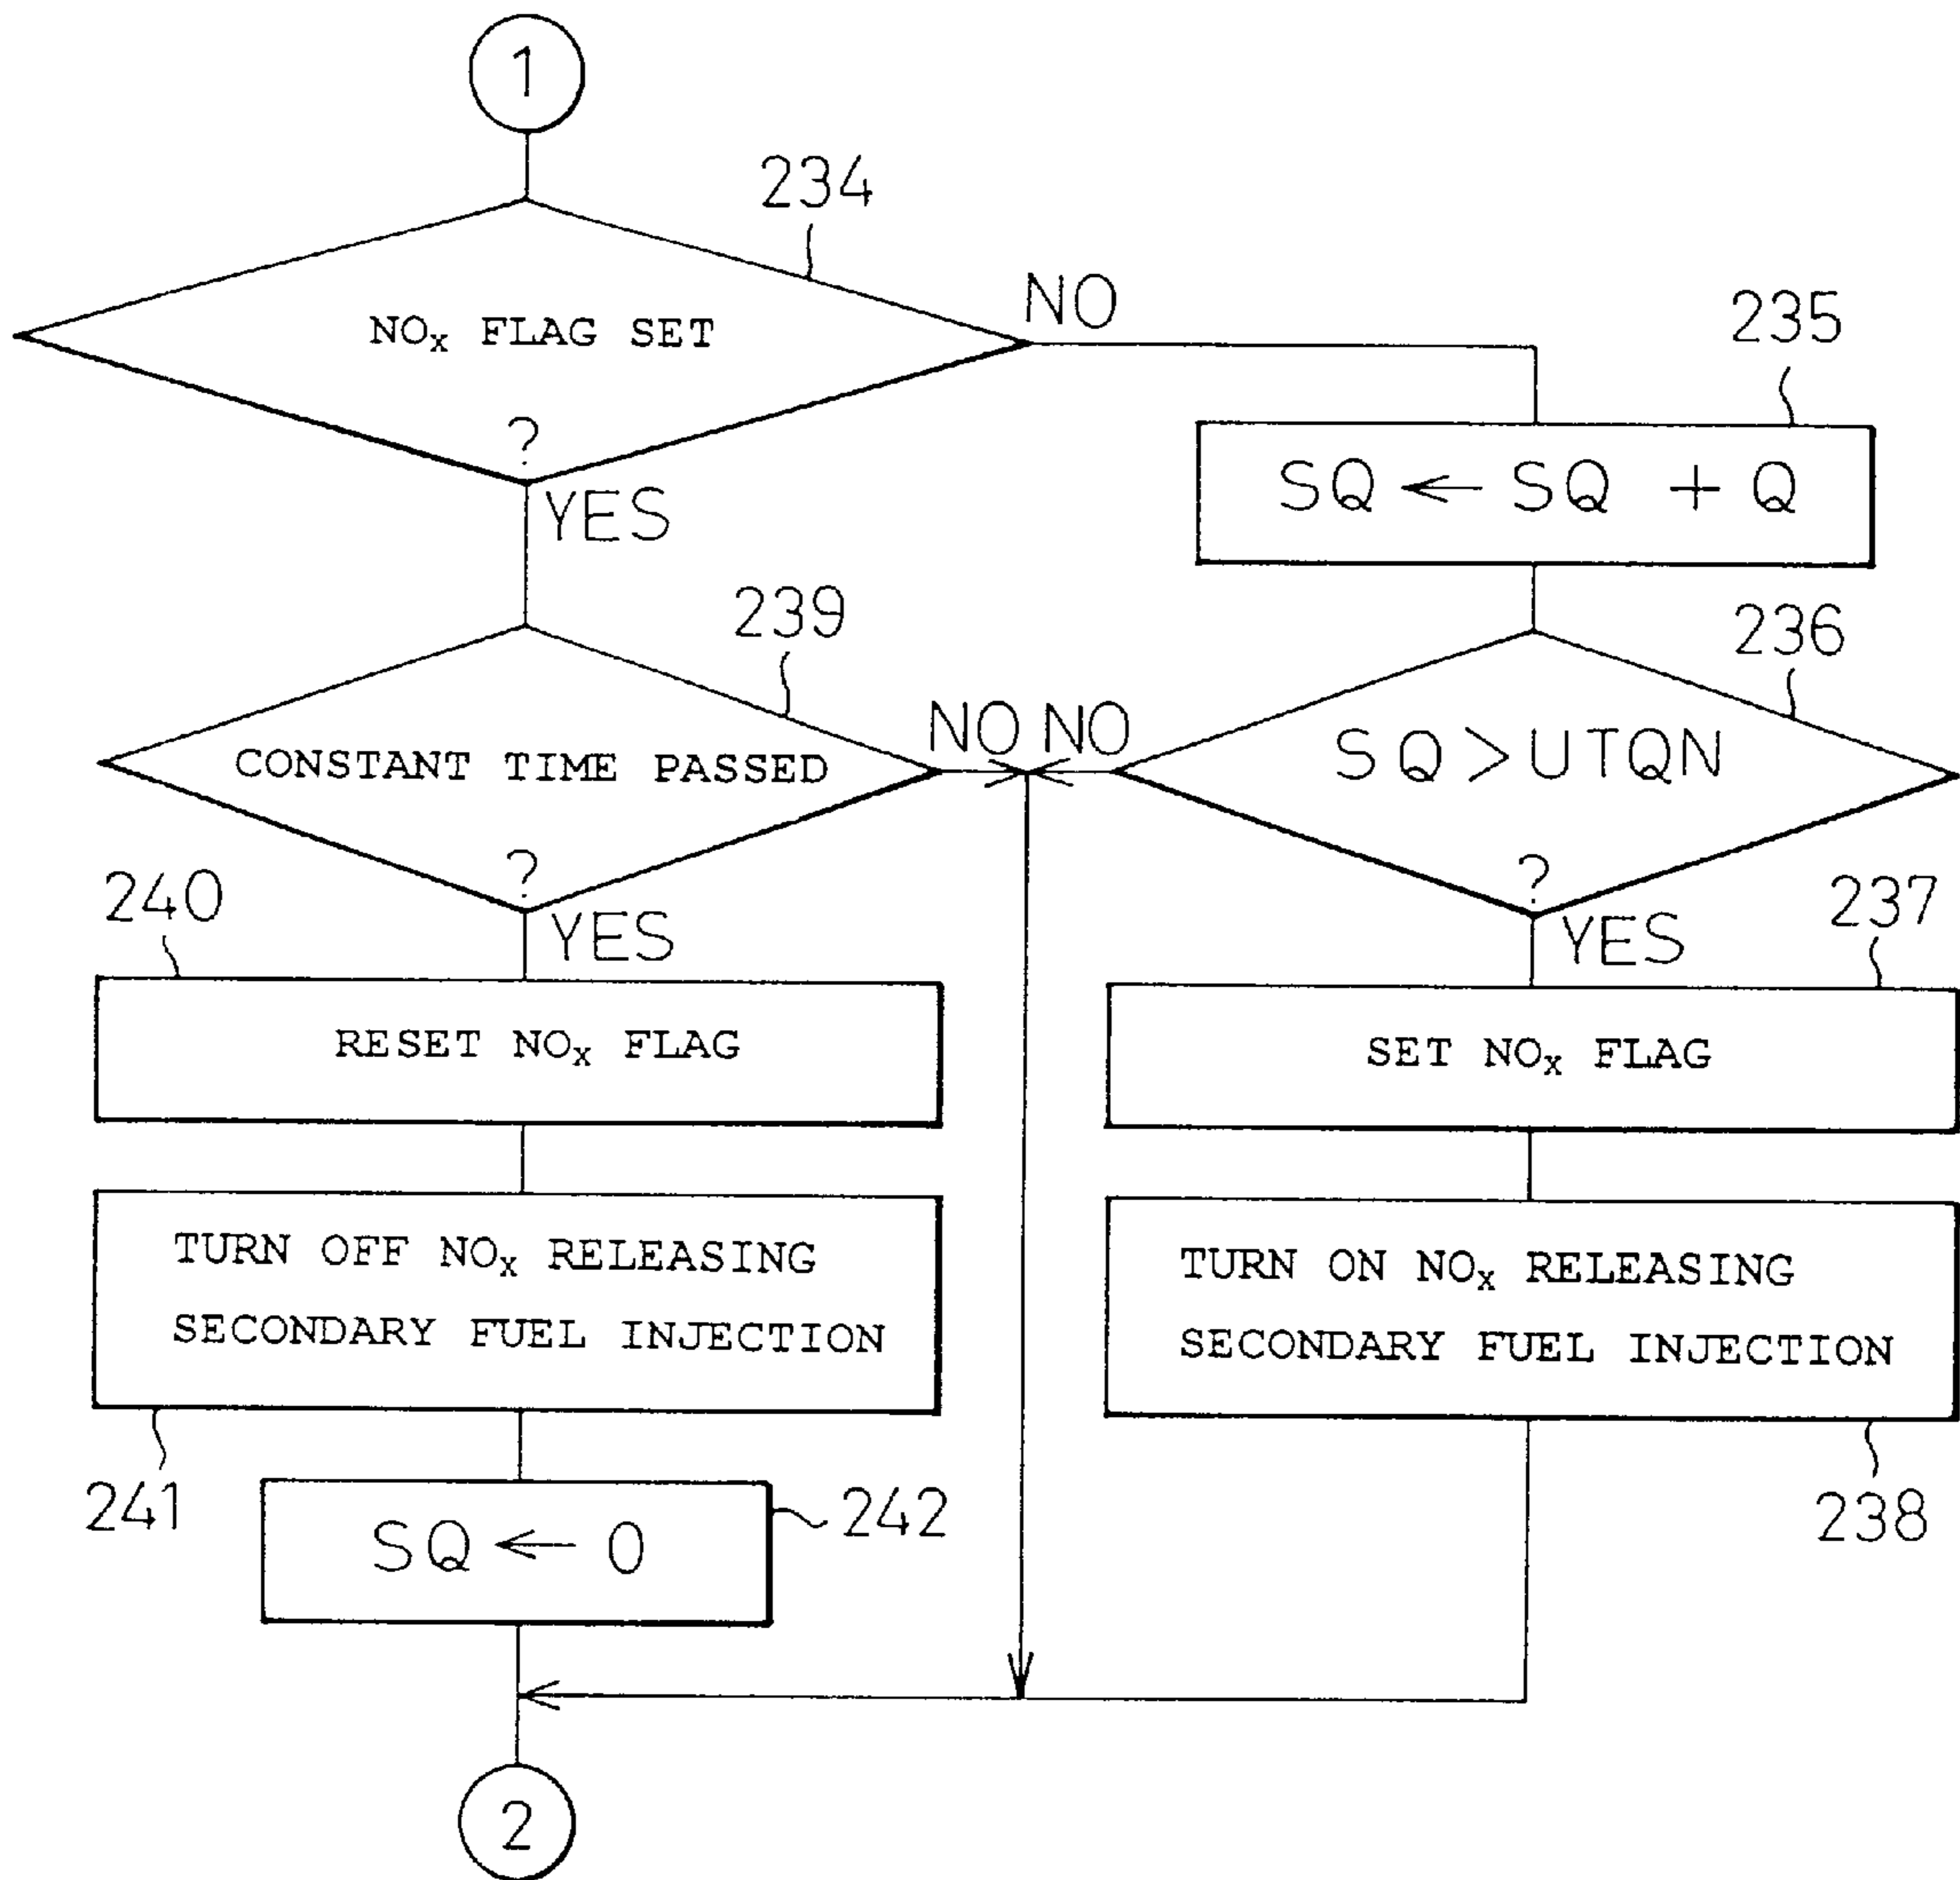 1
234
NOx FLAG SET
?
NO
YES
235
SQ ← SQ + Q
239
CONSTANT TIME PASSED
?
NO
YES
236
SQ > UTQN
?
NO
YES
240
RESET NOx FLAG
237
SET NOx FLAG
TURN OFF NOx RELEASING
SECONDARY FUEL INJECTION
241
TURN ON NOx RELEASING
SECONDARY FUEL INJECTION
238
SQ ← 0
242
2